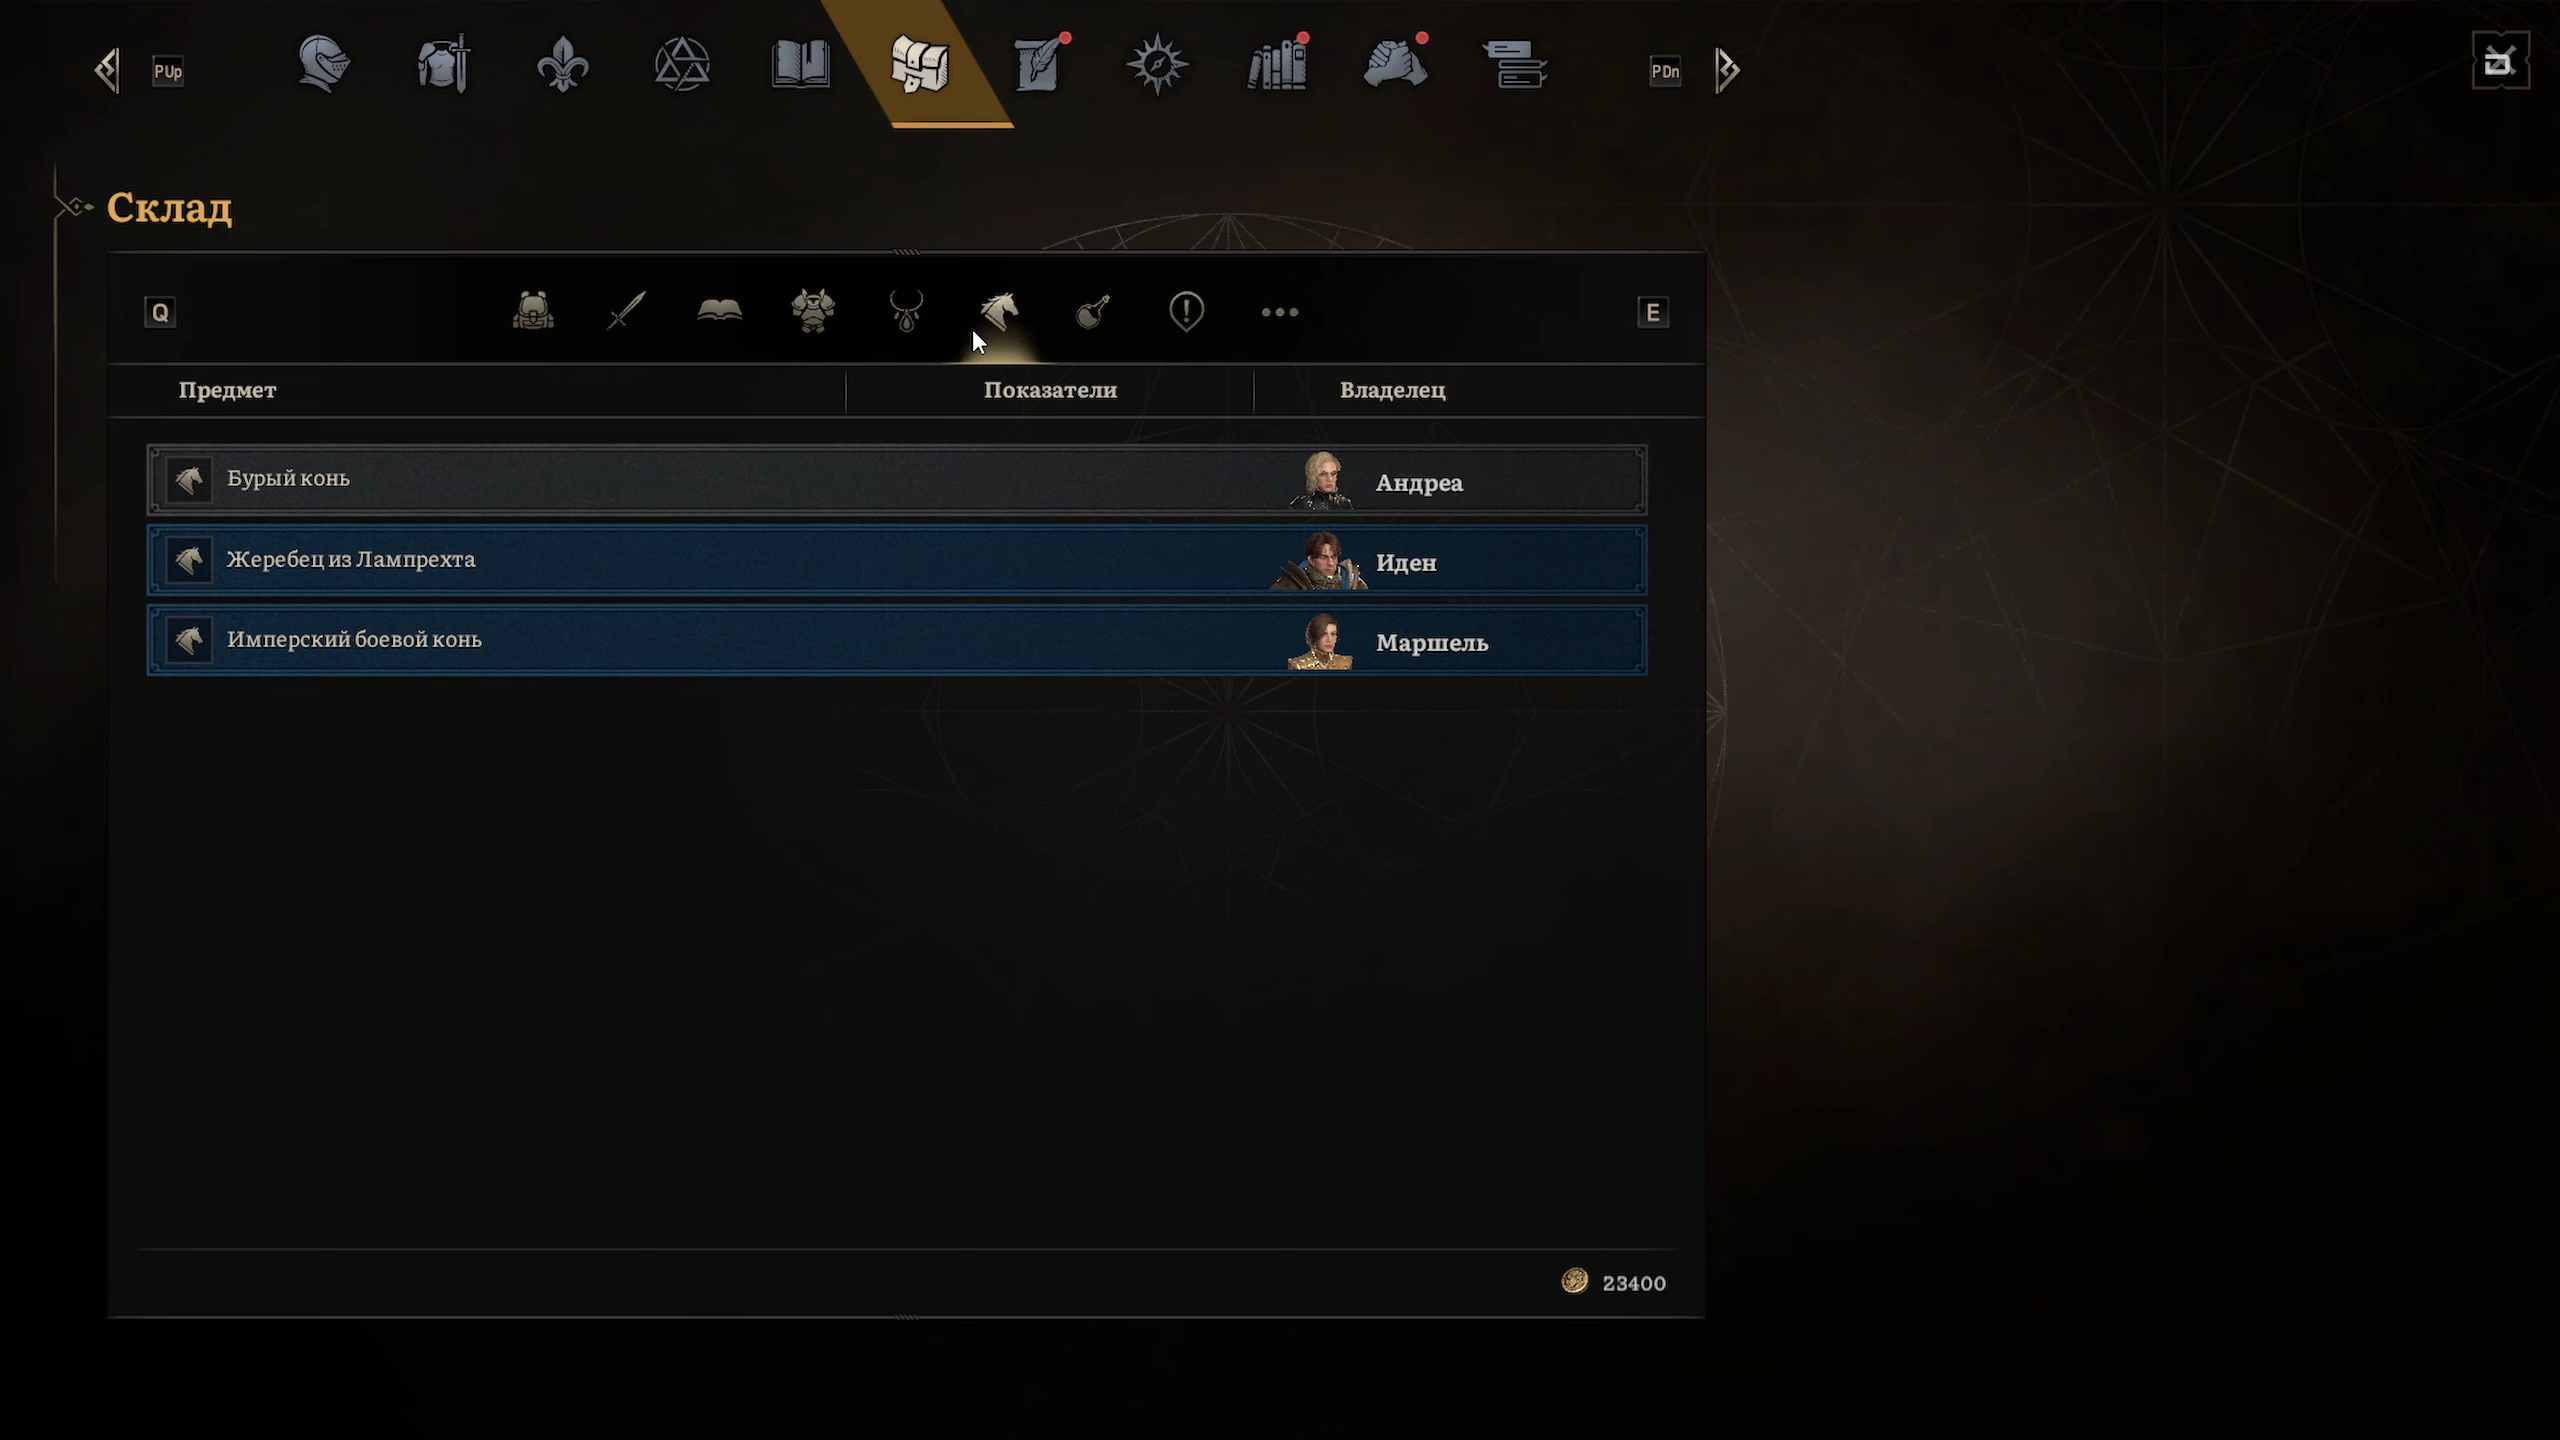 PUp
PDn
Склад
Q
E
Предмет Показатели Владелец
Бурый конь Андреа
Жеребец из Лампрехта Иден
Имперский боевой конь Маршель
23400